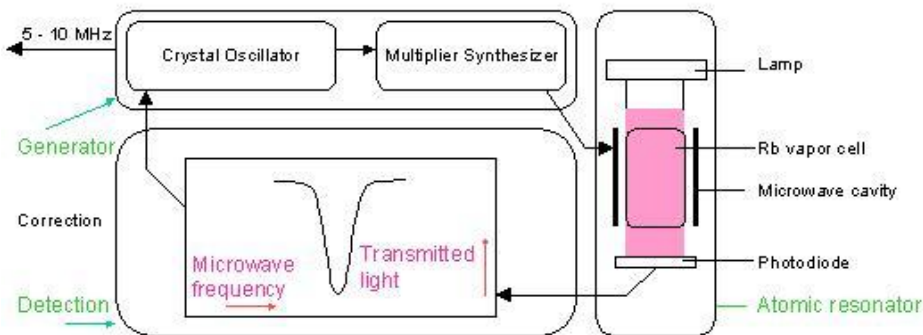 5 - 10 MHz
Crystal Oscillator
Multiplier Synthesizer
Lamp
Generator
Rb vapor cell
Microwave cavity
Correction
Microwave
frequency
Transmitted
light
Photodiode
Detection
Atomic resonator